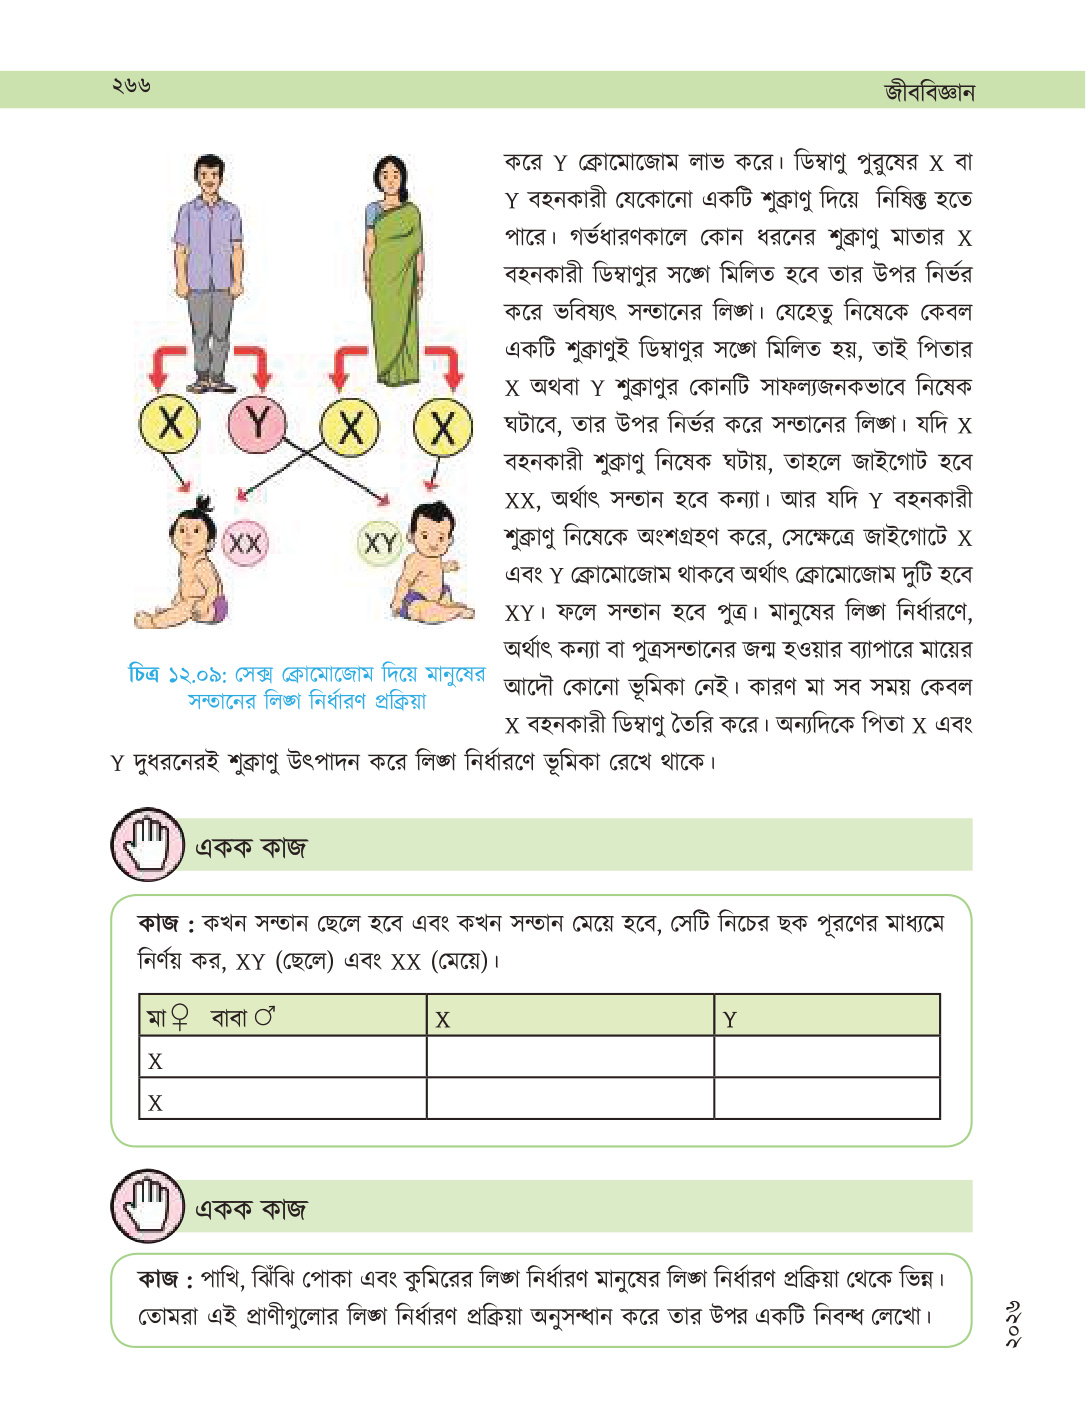 ২৬৬
জীববিজ্ঞান
করে Y ক্রোমোজোম লাভ করে। ডিম্বাণু পুরুষের X বা
Y বহনকারী যেকোনো একটি শুক্রাণু দিয়ে নিষিক্ত হতে
পারে। গর্ভধারণকালে কোন ধরনের শুক্রাণু মাতার X
বহনকারী ডিম্বাণুর সঙ্গে মিলিত হবে তার উপর নির্ভর
করে ভবিষ্যৎ সন্তানের লিঙ্গ। যেহেতু নিষেকে কেবল
একটি শুক্রাণুই ডিম্বাণুর সঙ্গে মিলিত হয়, তাই পিতার
X অথবা Y শুক্রাণুর কোনটি সাফল্যজনকভাবে নিষেক
ঘটাবে, তার উপর নির্ভর করে সন্তানের লিঙ্গ। যদি X
বহনকারী শুক্রাণু নিষেক ঘটায়, তাহলে জাইগোট হবে
XX, অর্থাৎ সন্তান হবে কন্যা। আর যদি Y বহনকারী
শুক্রাণু নিষেকে অংশগ্রহণ করে, সেক্ষেত্রে জাইগোটে X
এবং Y ক্রোমোজোম থাকবে অর্থাৎ ক্রোমোজোম দুটি হবে
XY। ফলে সন্তান হবে পুত্র। মানুষের লিঙ্গ নির্ধারণে,
অর্থাৎ কন্যা বা পুত্রসন্তানের জন্ম হওয়ার ব্যাপারে মায়ের
আদৌ কোনো ভূমিকা নেই। কারণ মা সব সময় কেবল
X বহনকারী ডিম্বাণু তৈরি করে। অন্যদিকে পিতা X এবং
Y দুধরনেরই শুক্রাণু উৎপাদন করে লিঙ্গ নির্ধারণে ভূমিকা রেখে থাকে।
X Y X X
XX XY
চিত্র ১২.০৯: সেক্স ক্রোমোজোম দিয়ে মানুষের
সন্তানের লিঙ্গ নির্ধারণ প্রক্রিয়া
একক কাজ
কাজ : কখন সন্তান ছেলে হবে এবং কখন সন্তান মেয়ে হবে, সেটি নিচের ছক পূরণের মাধ্যমে
নির্ণয় কর, XY (ছেলে) এবং XX (মেয়ে)।
মা♀ বাবা♂ X Y
X
X
একক কাজ
কাজ : পাখি, ঝিঁঝি পোকা এবং কুমিরের লিঙ্গ নির্ধারণ মানুষের লিঙ্গ নির্ধারণ প্রক্রিয়া থেকে ভিন্ন।
তোমরা এই প্রাণীগুলোর লিঙ্গ নির্ধারণ প্রক্রিয়া অনুসন্ধান করে তার উপর একটি নিবন্ধ লেখো।
২০২৬